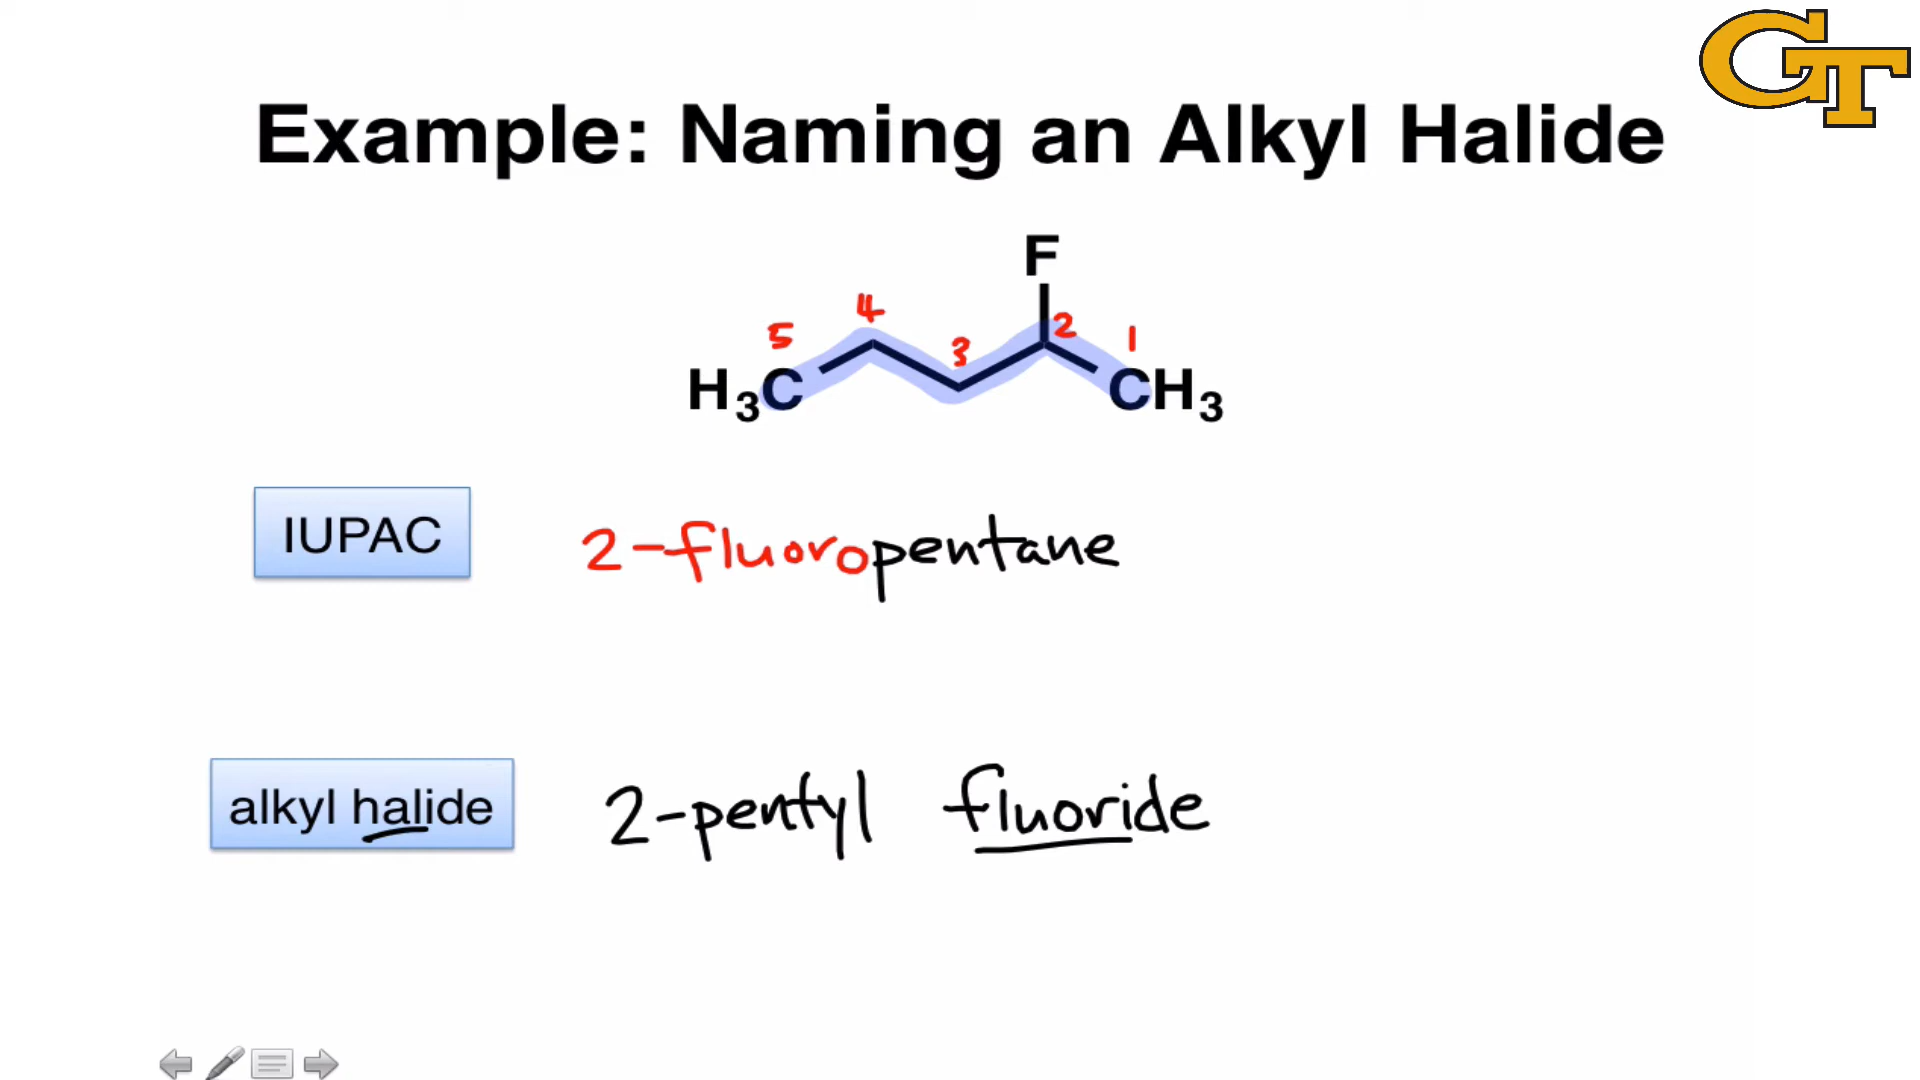 GT
Example: Naming an Alkyl Halide
F
5 4 3 2 1
H₃C CH₃
IUPAC
2-fluoropentane
alkyl halide
2-pentyl fluoride